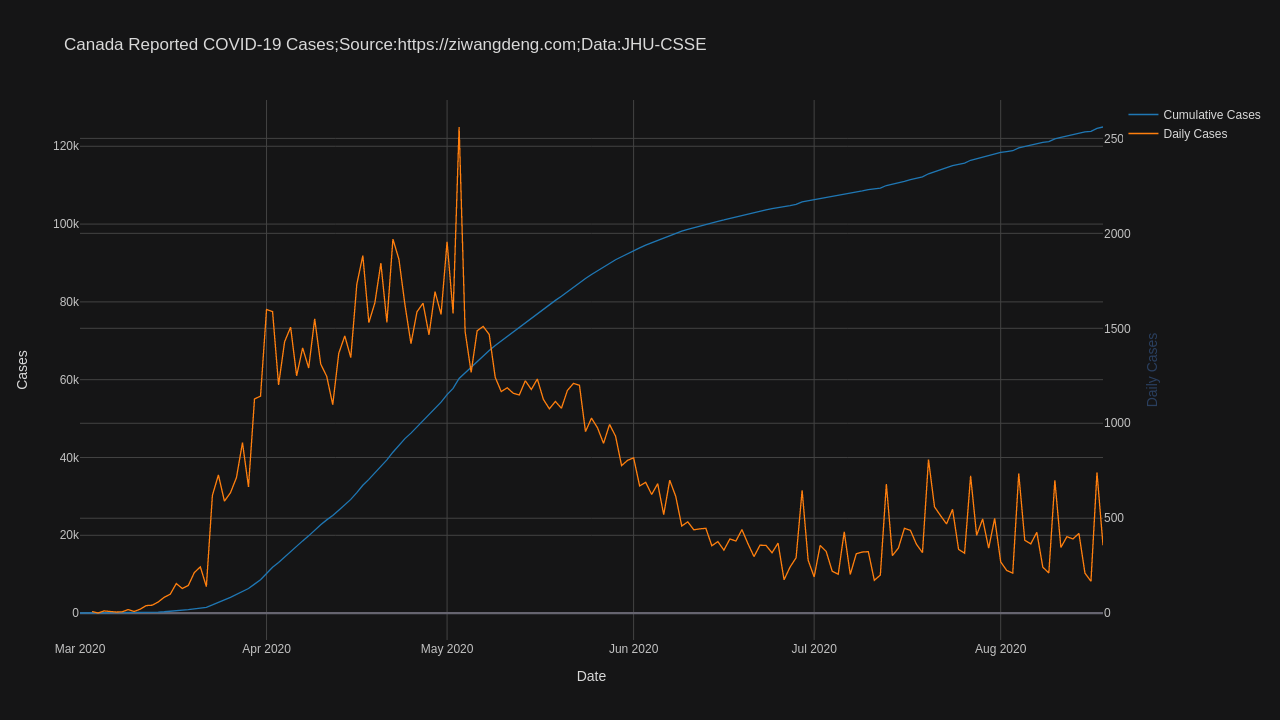 Canada Reported COVID-19 Cases;Source:https://ziwangdeng.com;Data:JHU-CSSE
Cumulative Cases
Daily Cases
120k
100k
80k
60k
40k
20k
0
Cases
250
2000
1500
1000
500
0
Daily Cases
Mar 2020
Apr 2020
May 2020
Jun 2020
Jul 2020
Aug 2020
Date